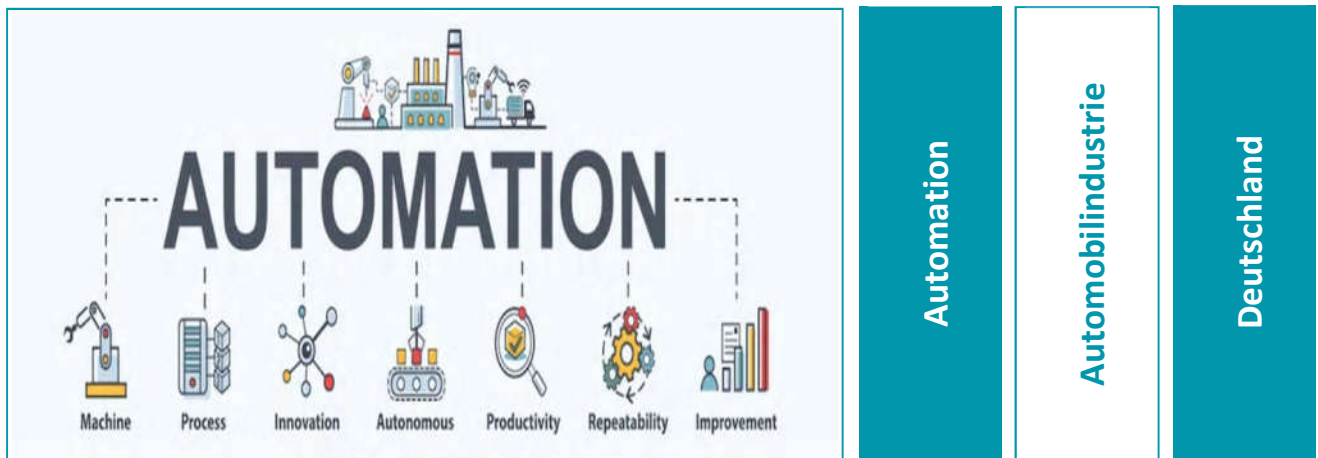 AUTOMATION
Machine
Process
Innovation
Autonomous
Productivity
Repeatability
Improvement
Automation
Automobilindustrie
Deutschland